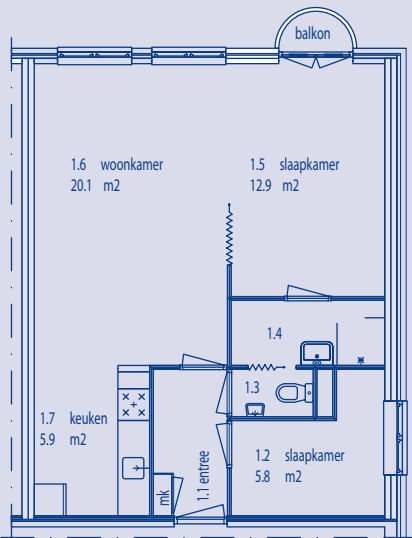 balkon
1.6 woonkamer
20.1 m2
1.5 slaapkamer
12.9 m2
1.4
1.3
1.7 keuken
5.9 m2
1.2 slaapkamer
5.8 m2
1.1 entree
mk